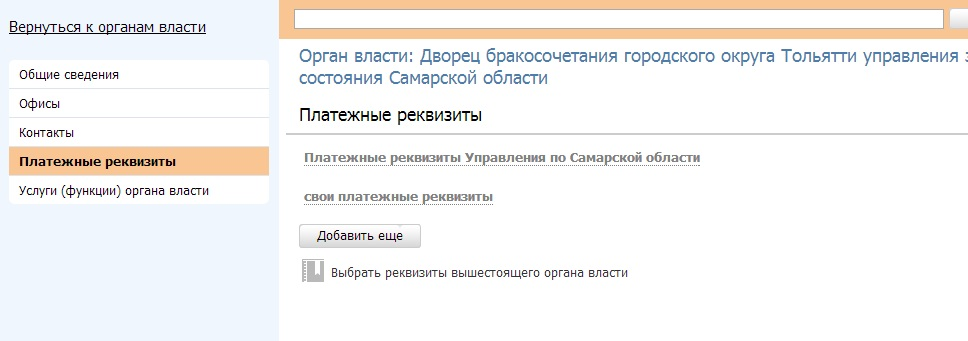 Вернуться к органам власти
Общие сведения
Офисы
Контакты
Платежные реквизиты
Услуги (функции) органа власти
Орган власти: Дворец бракосочетания городского округа Тольятти управления
состояния Самарской области
Платежные реквизиты
Платежные реквизиты Управления по Самарской области
свои платежные реквизиты
Добавить еще
Выбрать реквизиты вышестоящего органа власти